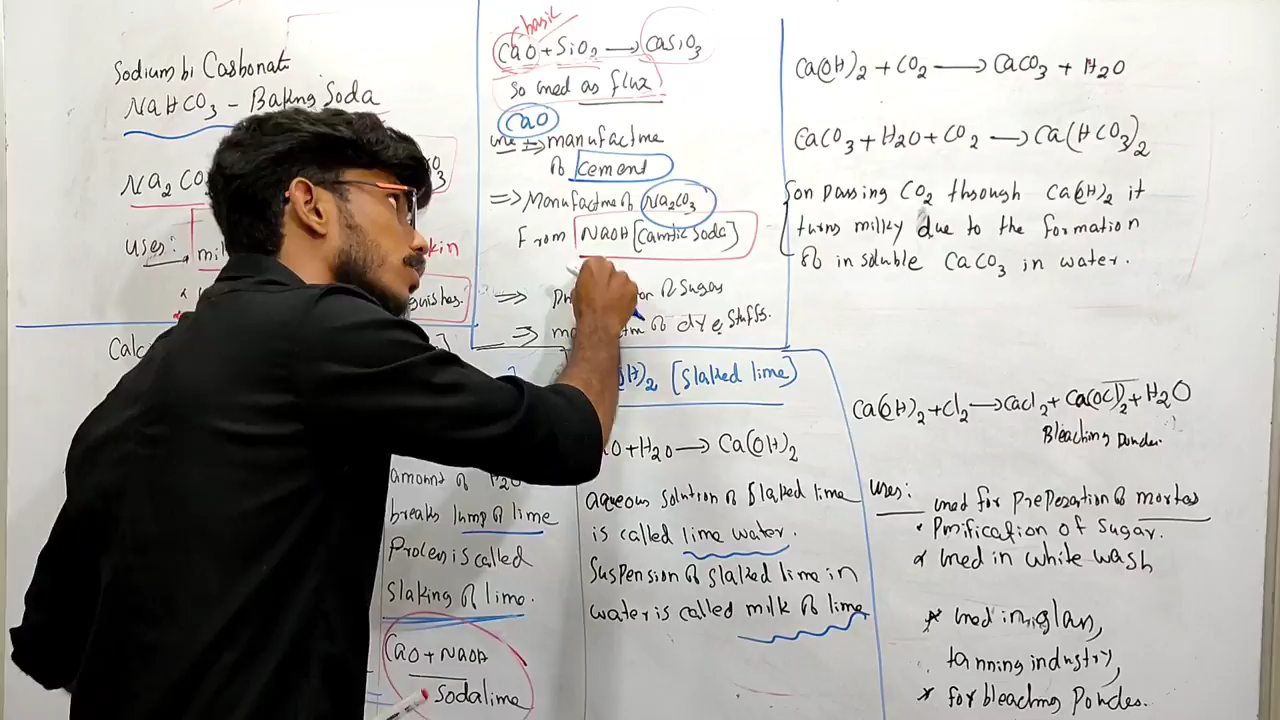 Sodium bi Carbonate
NaHCO₃ - Baking Soda
Na₂CO
O₃
uses:
mil
kin
guishes.
Calc
basic
CaO + SiO₂ → CaSiO₃
so used as flux
CaO
use → manufacture
of cement
⇒ Manufacture of Na₂CO₃
From NaOH [caustic soda]
⇒ of sugar
⇒ of dye stuffs.
amount of H₂O
breaks lump of lime
Process is called
slaking of lime.
CaO + NaOH
Sodalime
H)₂ [slaked lime]
O + H₂O → Ca(OH)₂
aqueous solution of slaked lime
is called lime water.
suspension of slaked lime in
water is called milk of lime
Ca(OH)₂ + CO₂ → CaCO₃ + H₂O
CaCO₃ + H₂O + CO₂ → Ca(HCO₃)₂
on passing CO₂ through Ca(OH)₂ it
turns milky due to the formation
of insoluble CaCO₃ in water.
Ca(OH)₂ + Cl₂ → CaCl₂ + Ca(OCl)₂ + H₂O
Bleaching Powder.
uses: used for preperation of mortar
• Purification of sugar.
* used in white wash
* used in glass,
tanning industry,
* for bleaching Powder.